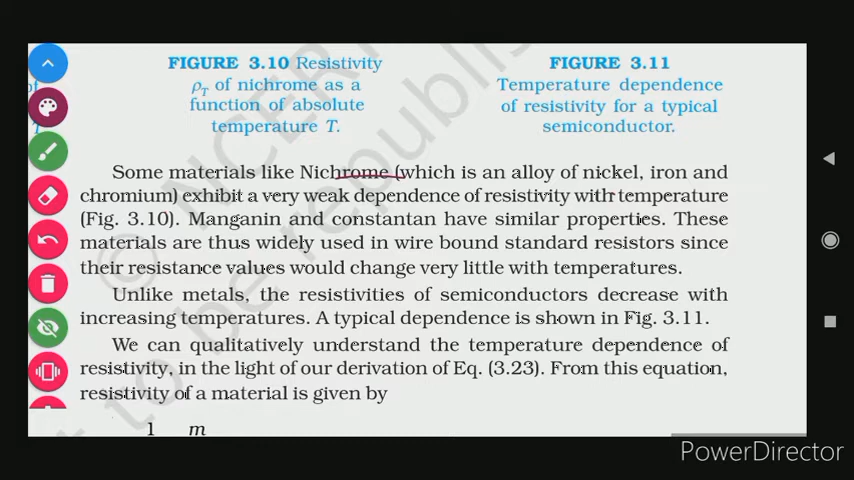 FIGURE 3.10 Resistivity
ρT of nichrome as a
function of absolute
temperature T.
FIGURE 3.11
Temperature dependence
of resistivity for a typical
semiconductor.
Some materials like Nichrome (which is an alloy of nickel, iron and
chromium) exhibit a very weak dependence of resistivity with temperature
(Fig. 3.10). Manganin and constantan have similar properties. These
materials are thus widely used in wire bound standard resistors since
their resistance values would change very little with temperatures.
Unlike metals, the resistivities of semiconductors decrease with
increasing temperatures. A typical dependence is shown in Fig. 3.11.
We can qualitatively understand the temperature dependence of
resistivity, in the light of our derivation of Eq. (3.23). From this equation,
resistivity of a material is given by
1 m
© NCERT
not to be republis
PowerDirector